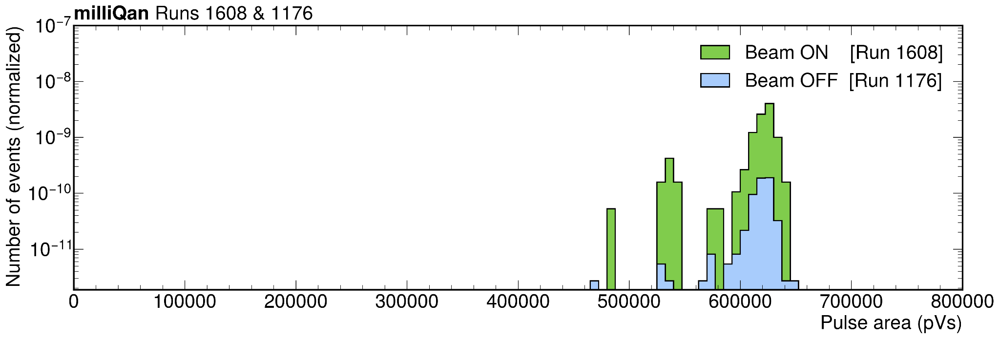 milliQan Runs 1608 & 1176
Number of events (normalized)
10⁻⁷
10⁻⁸
10⁻⁹
10⁻¹⁰
10⁻¹¹
Beam ON [Run 1608]
Beam OFF [Run 1176]
0 100000 200000 300000 400000 500000 600000 700000 800000
Pulse area (pVs)